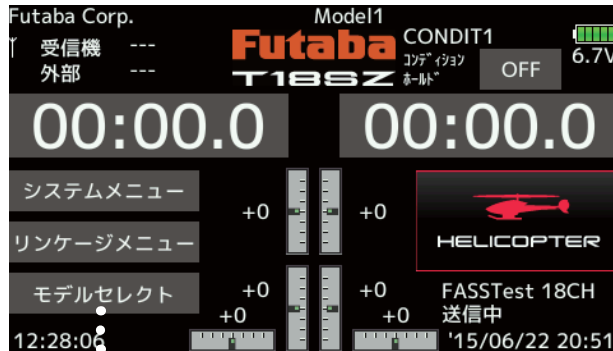 Futaba Corp.
Model1
受信機 ---
外部 ---
Futaba
T18SZ
CONDIT1
コンディション
ホールド
OFF
6.7V
00:00.0
00:00.0
システムメニュー
リンケージメニュー
モデルセレクト
+0
+0
+0
+0
+0
+0
HELICOPTER
FASSTest 18CH
送信中
12:28:06
'15/06/22 20:51